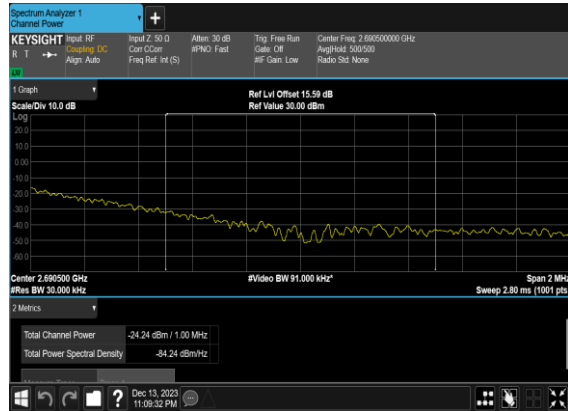 Spectrum Analyzer 1
Channel Power
+
KEYSIGHT Input: RF Input Z: 50 Ω Atten: 30 dB Trig: Free Run Center Freq: 2.690500000 GHz
R T Coupling: DC Corr CCorr #PNO: Fast Gate: Off Avg|Hold: 500/500
Align: Auto Freq Ref: Int (S) #IF Gain: Low Radio Std: None
1 Graph
Ref Lvl Offset 15.59 dB
Scale/Div 10.0 dB Ref Value 30.00 dBm
Log
20.0
10.0
0.00
-10.0
-20.0
-30.0
-40.0
-50.0
-60.0
Center 2.690500 GHz #Video BW 91.000 kHz* Span 2 MHz
#Res BW 30.000 kHz Sweep 2.80 ms (1001 pts)
2 Metrics
Total Channel Power -24.24 dBm / 1.00 MHz
Total Power Spectral Density -84.24 dBm/Hz
?
Dec 13, 2023
11:09:32 PM